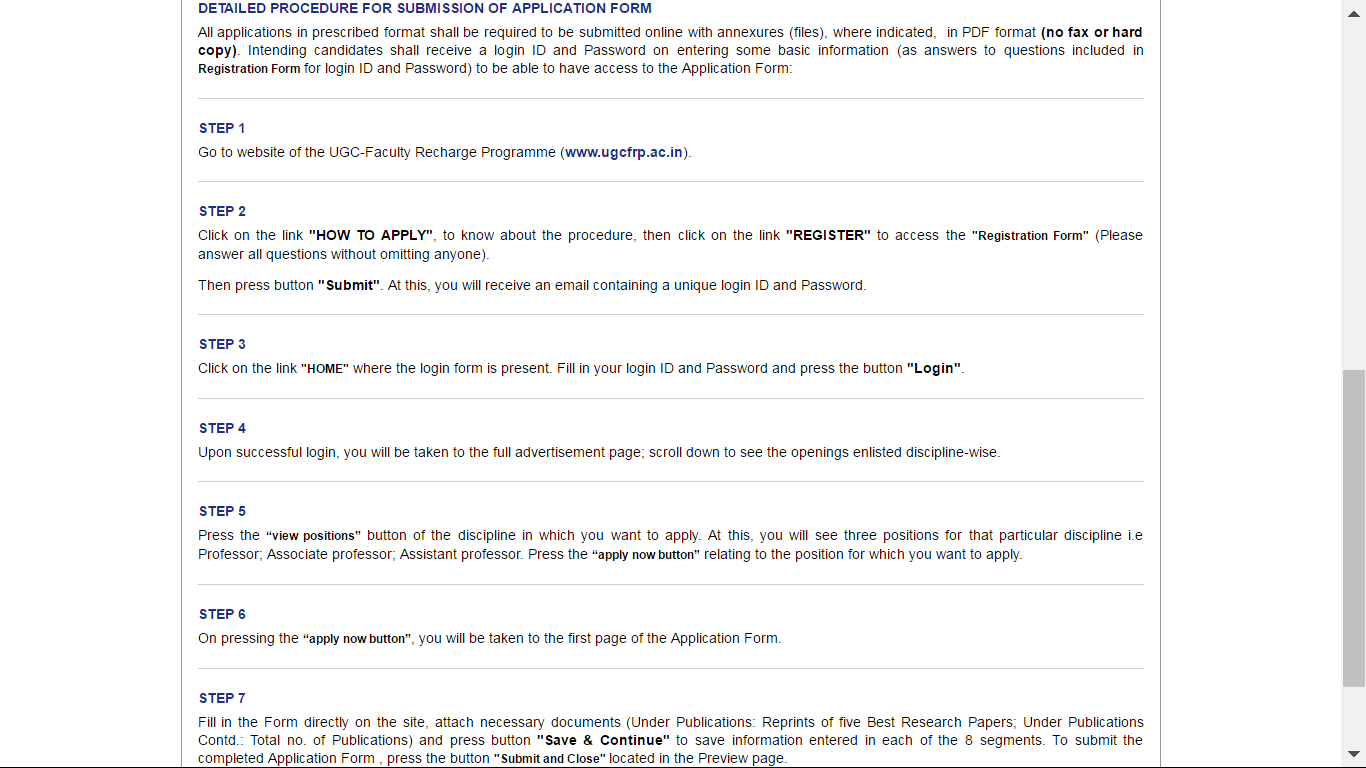 DETAILED PROCEDURE FOR SUBMISSION OF APPLICATION FORM
All applications in prescribed format shall be required to be submitted online with annexures (files), where indicated, in PDF format (no fax or hard
copy). Intending candidates shall receive a login ID and Password on entering some basic information (as answers to questions included in
Registration Form for login ID and Password) to be able to have access to the Application Form:
STEP 1
Go to website of the UGC-Faculty Recharge Programme (www.ugcfrp.ac.in).
STEP 2
Click on the link "HOW TO APPLY", to know about the procedure, then click on the link "REGISTER" to access the "Registration Form" (Please
answer all questions without omitting anyone).
Then press button "Submit". At this, you will receive an email containing a unique login ID and Password.
STEP 3
Click on the link "HOME" where the login form is present. Fill in your login ID and Password and press the button "Login".
STEP 4
Upon successful login, you will be taken to the full advertisement page; scroll down to see the openings enlisted discipline-wise.
STEP 5
Press the “view positions” button of the discipline in which you want to apply. At this, you will see three positions for that particular discipline i.e
Professor; Associate professor; Assistant professor. Press the “apply now button” relating to the position for which you want to apply.
STEP 6
On pressing the “apply now button”, you will be taken to the first page of the Application Form.
STEP 7
Fill in the Form directly on the site, attach necessary documents (Under Publications: Reprints of five Best Research Papers; Under Publications
Contd.: Total no. of Publications) and press button "Save & Continue" to save information entered in each of the 8 segments. To submit the
completed Application Form , press the button "Submit and Close" located in the Preview page.